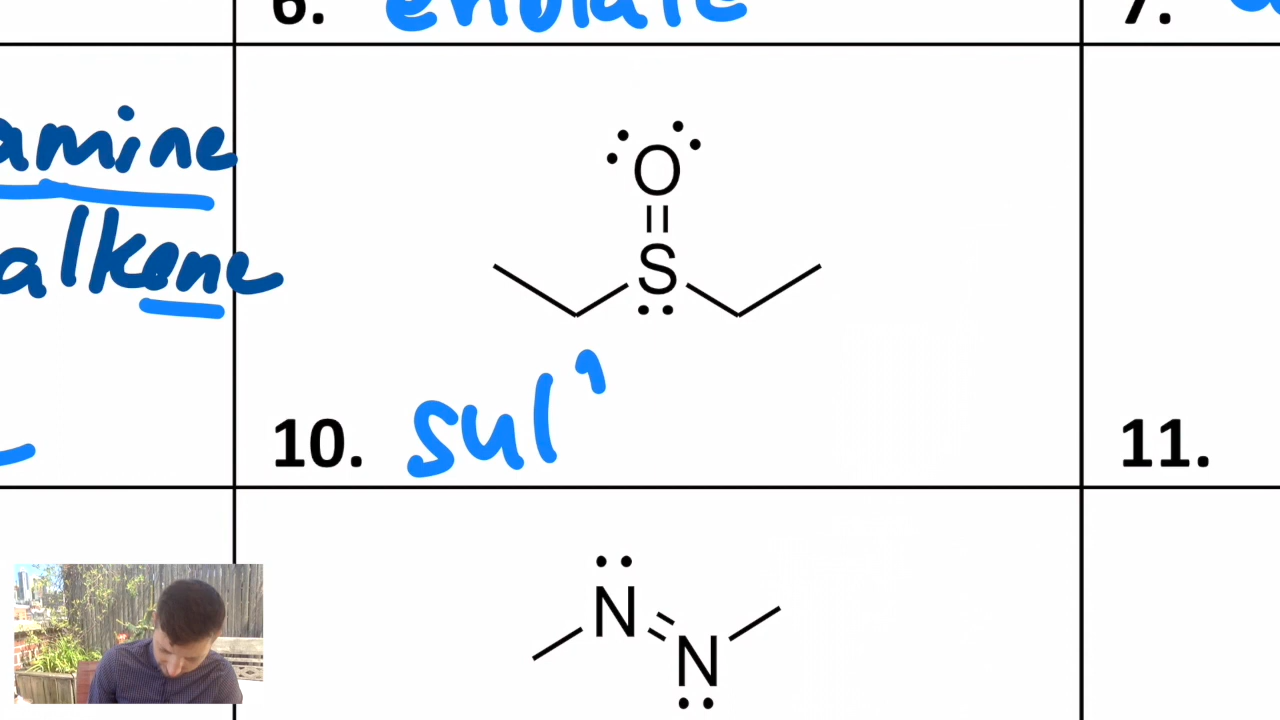 6. enolate
7.
amine
alkene
O
S
10. sul
11.
N
N